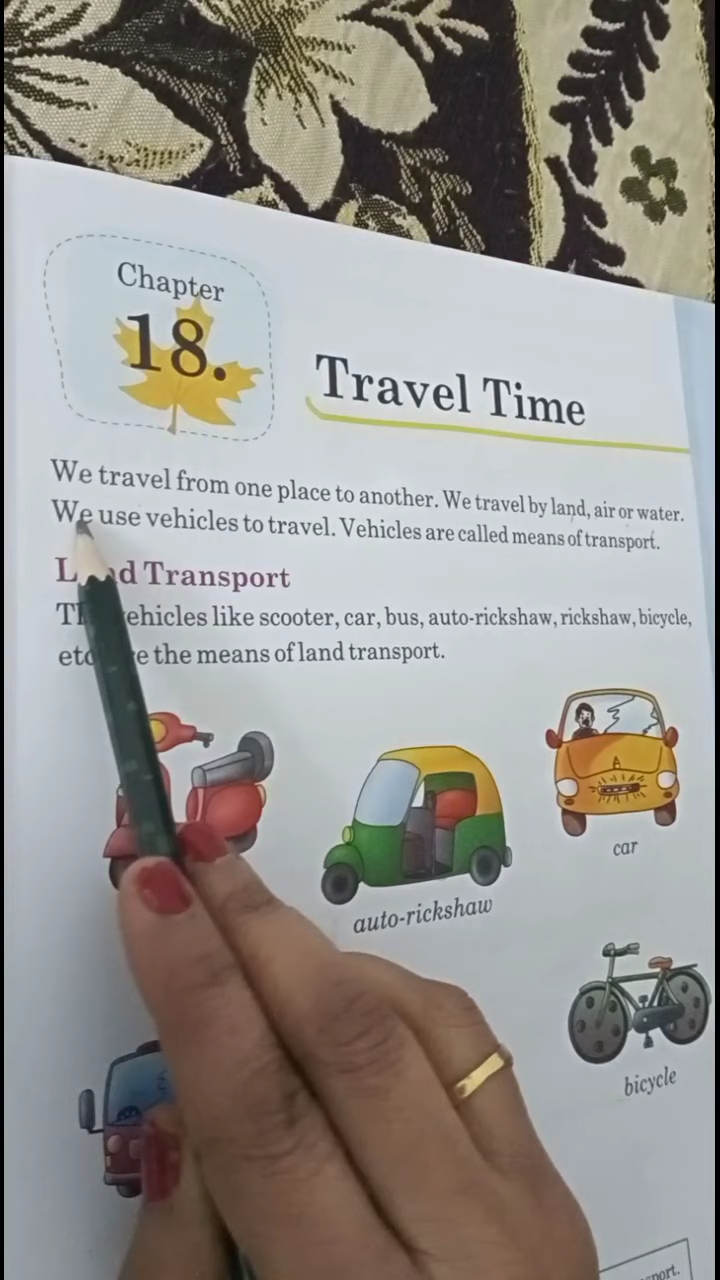 Chapter
18.
Travel Time
We travel from one place to another. We travel by land, air or water.
We use vehicles to travel. Vehicles are called means of transport.
Land Transport
vehicles like scooter, car, bus, auto-rickshaw, rickshaw, bicycle,
the means of land transport.
car
auto-rickshaw
bicycle